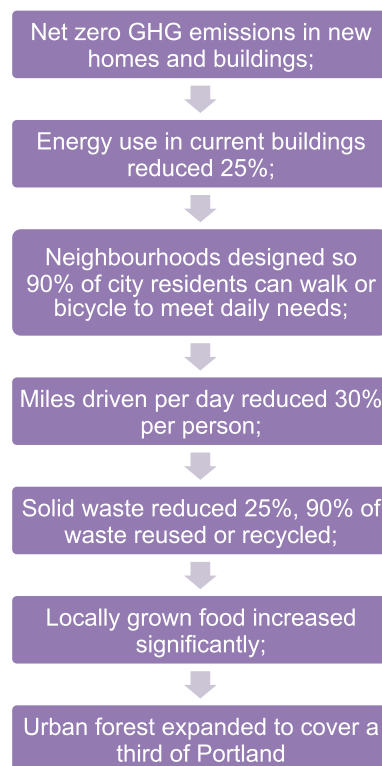 Net zero GHG emissions in new
homes and buildings;
Energy use in current buildings
reduced 25%;
Neighbourhoods designed so
90% of city residents can walk or
bicycle to meet daily needs;
Miles driven per day reduced 30%
per person;
Solid waste reduced 25%, 90% of
waste reused or recycled;
Locally grown food increased
significantly;
Urban forest expanded to cover a
third of Portland